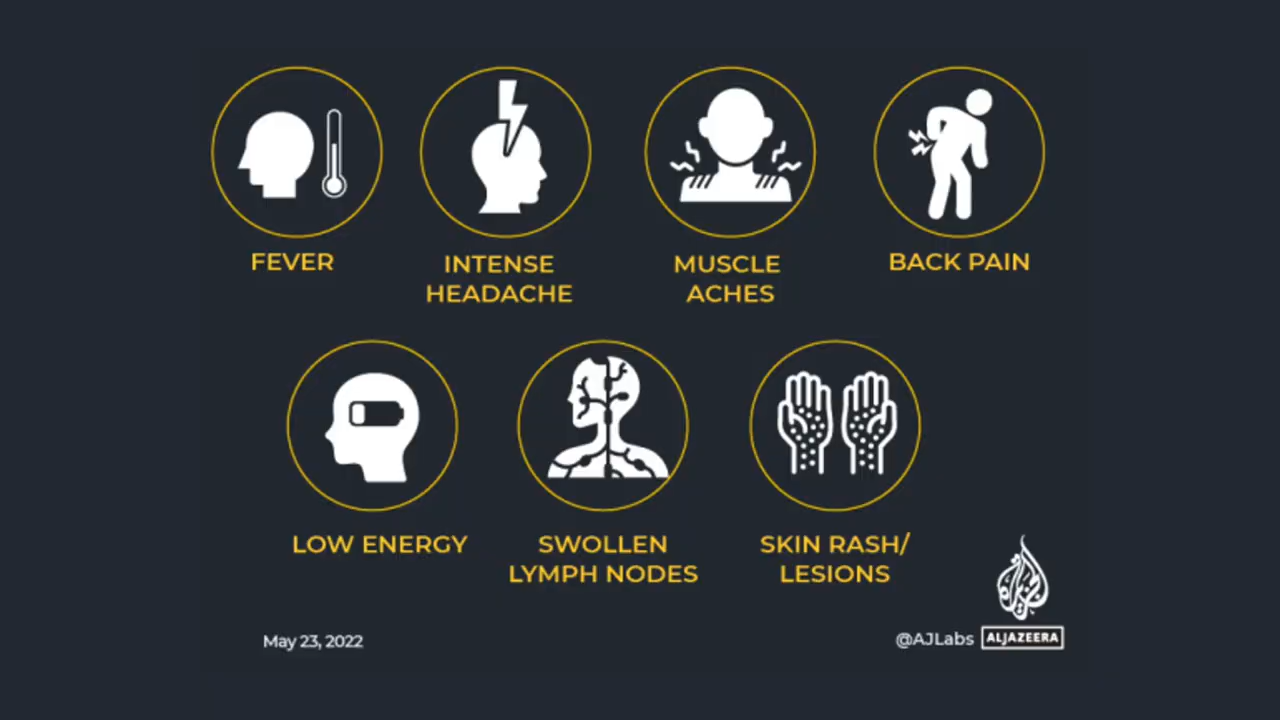 FEVER
INTENSE
HEADACHE
MUSCLE
ACHES
BACK PAIN
LOW ENERGY
SWOLLEN
LYMPH NODES
SKIN RASH/
LESIONS
May 23, 2022
@AJLabs
ALJAZEERA